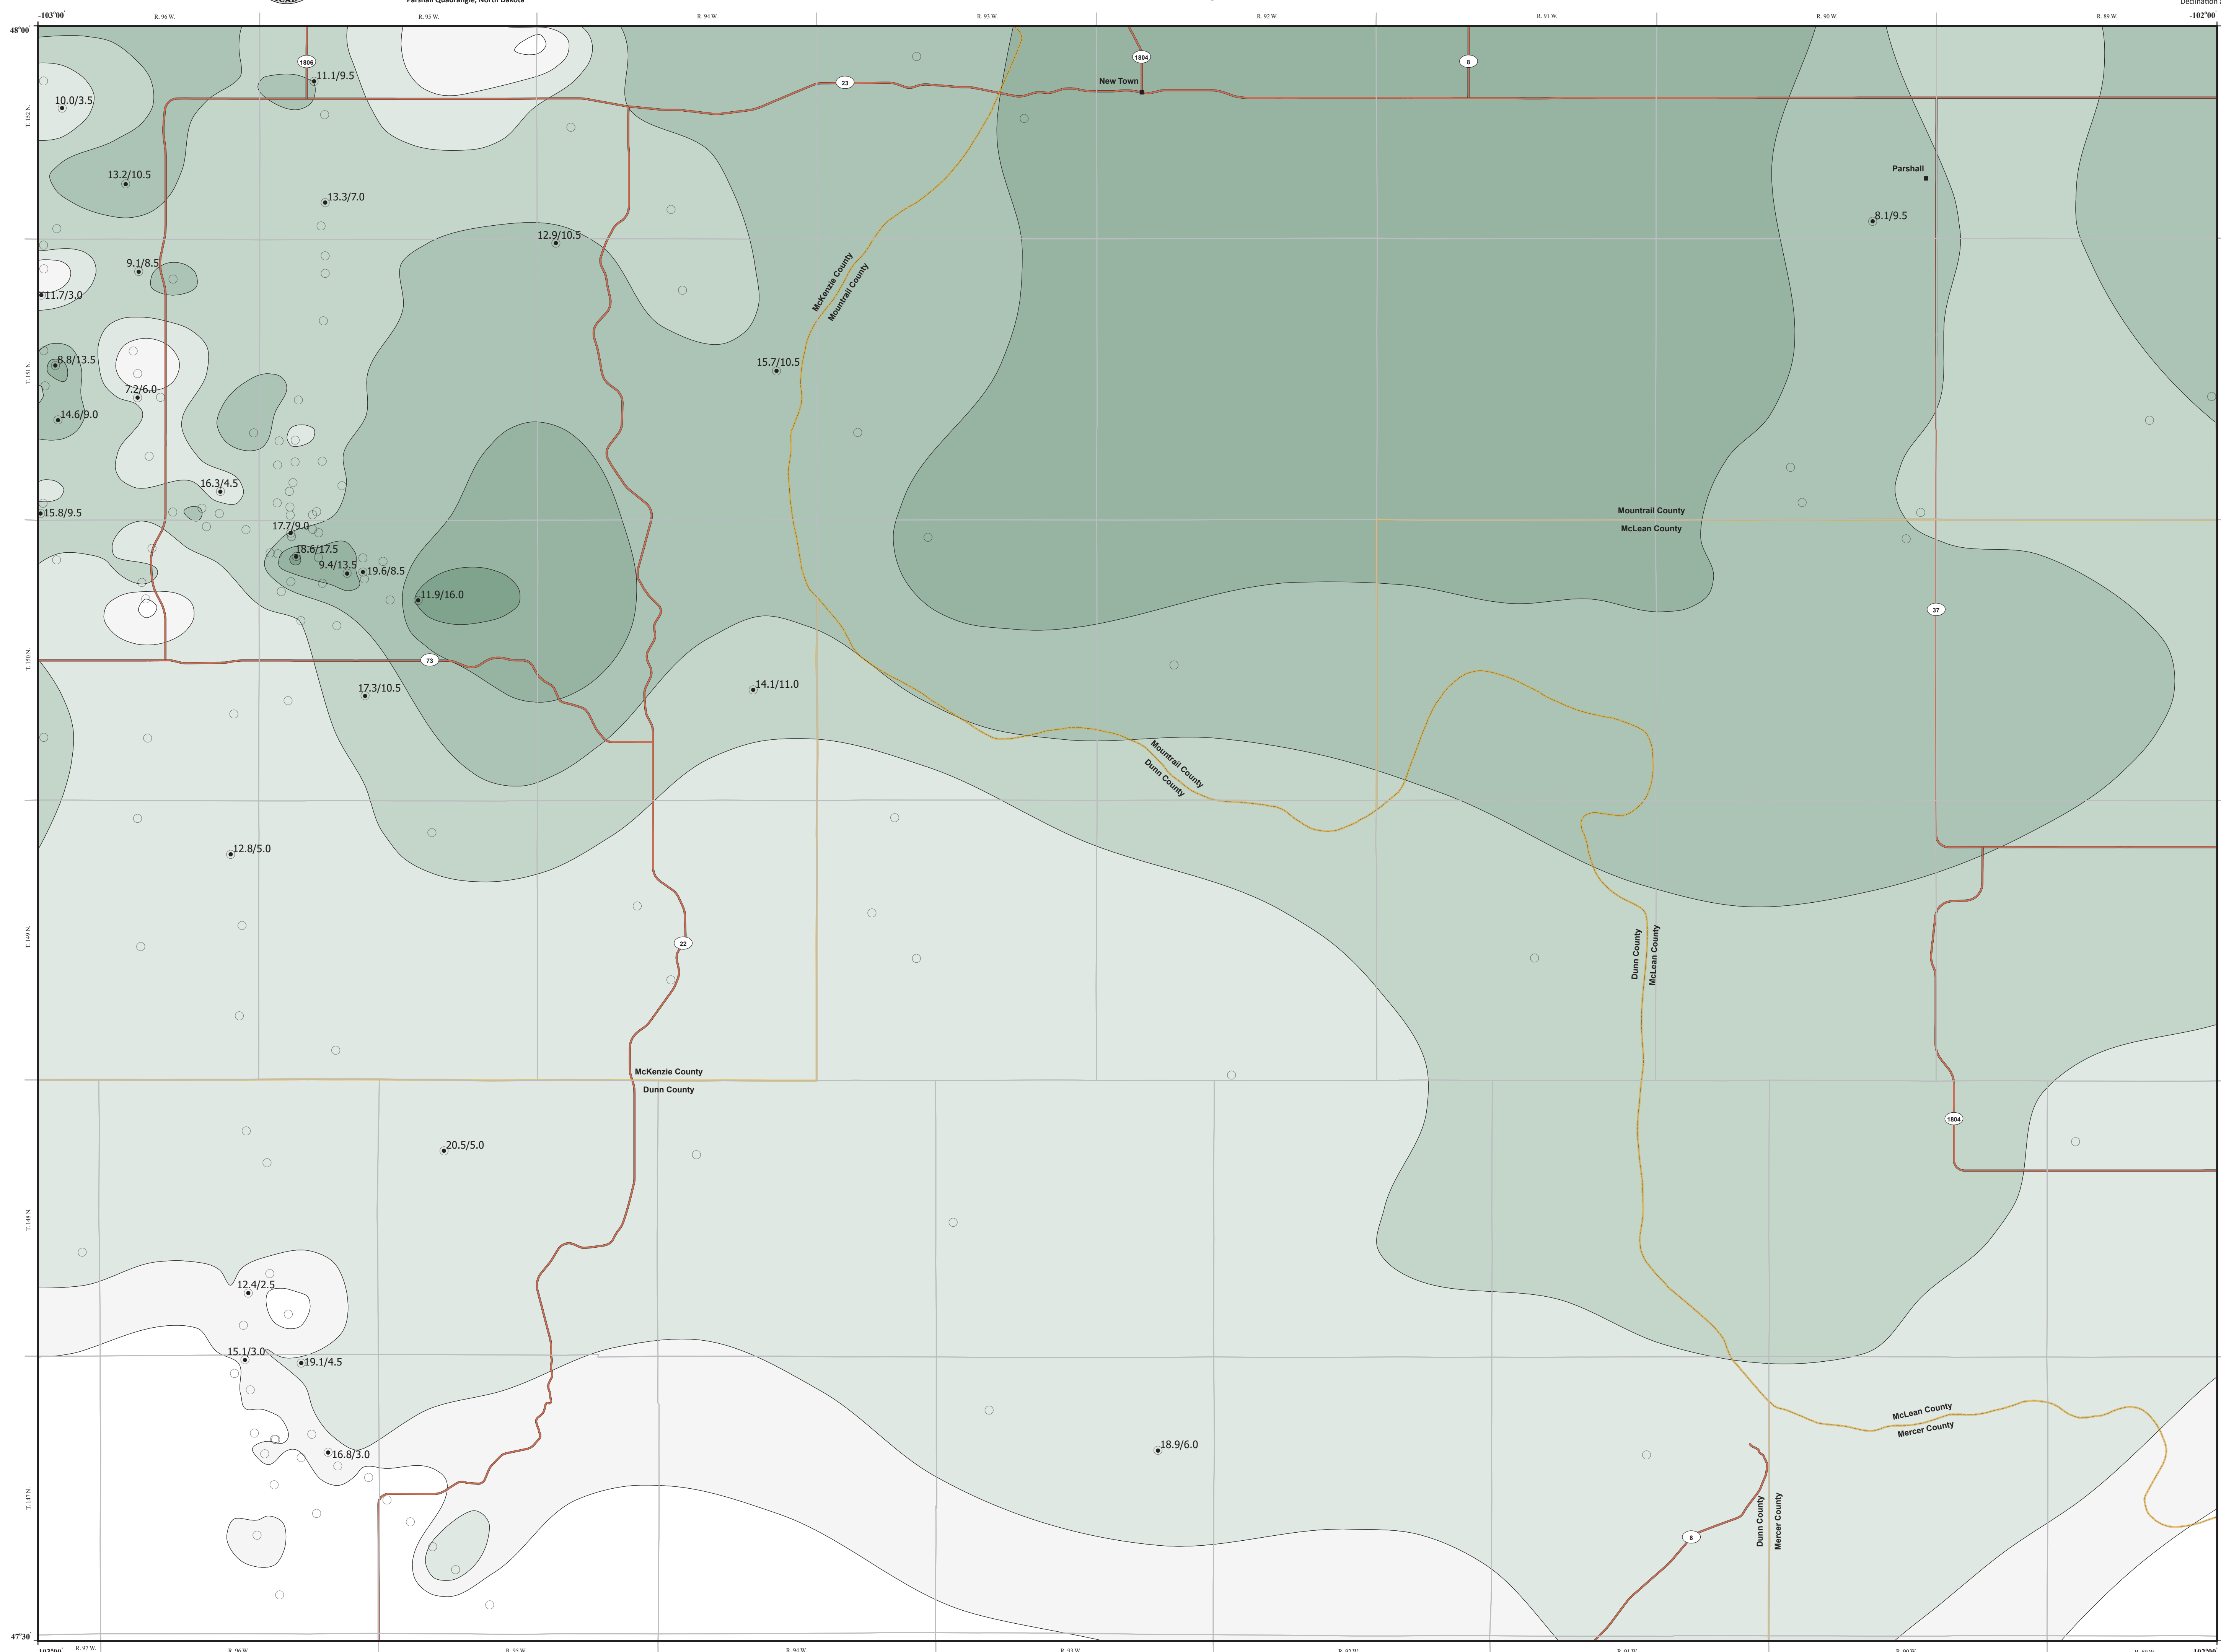 Parshall Quadrangle, North Dakota
-103°00'
R. 96 W.
R. 95 W.
R. 94 W.
R. 93 W.
R. 92 W.
R. 91 W.
R. 90 W.
R. 89 W.
-102°00'
48°00'
1806
11.1/9.5
10.0/3.5
23
1804
New Town
8
T. 152 N.
13.2/10.5
13.3/7.0
Parshall
8.1/9.5
12.9/10.5
9.1/8.5
11.7/3.0
McKenzie County
Mountrail County
8.8/13.5
15.7/10.5
T. 151 N.
7.2/6.0
14.6/9.0
16.3/4.5
15.8/9.5
17.7/9.0
Mountrail County
McLean County
18.6/17.5
9.4/13.5
19.6/8.5
11.9/16.0
37
T. 150 N.
73
17.3/10.5
14.1/11.0
Mountrail County
Dunn County
12.8/5.0
T. 149 N.
22
Dunn County
McLean County
McKenzie County
Dunn County
1804
20.5/5.0
T. 148 N.
12.4/2.5
15.1/3.0
19.1/4.5
McLean County
Mercer County
16.8/3.0
18.9/6.0
T. 147 N.
Dunn County
Mercer County
8
47°30'
R. 97 W.